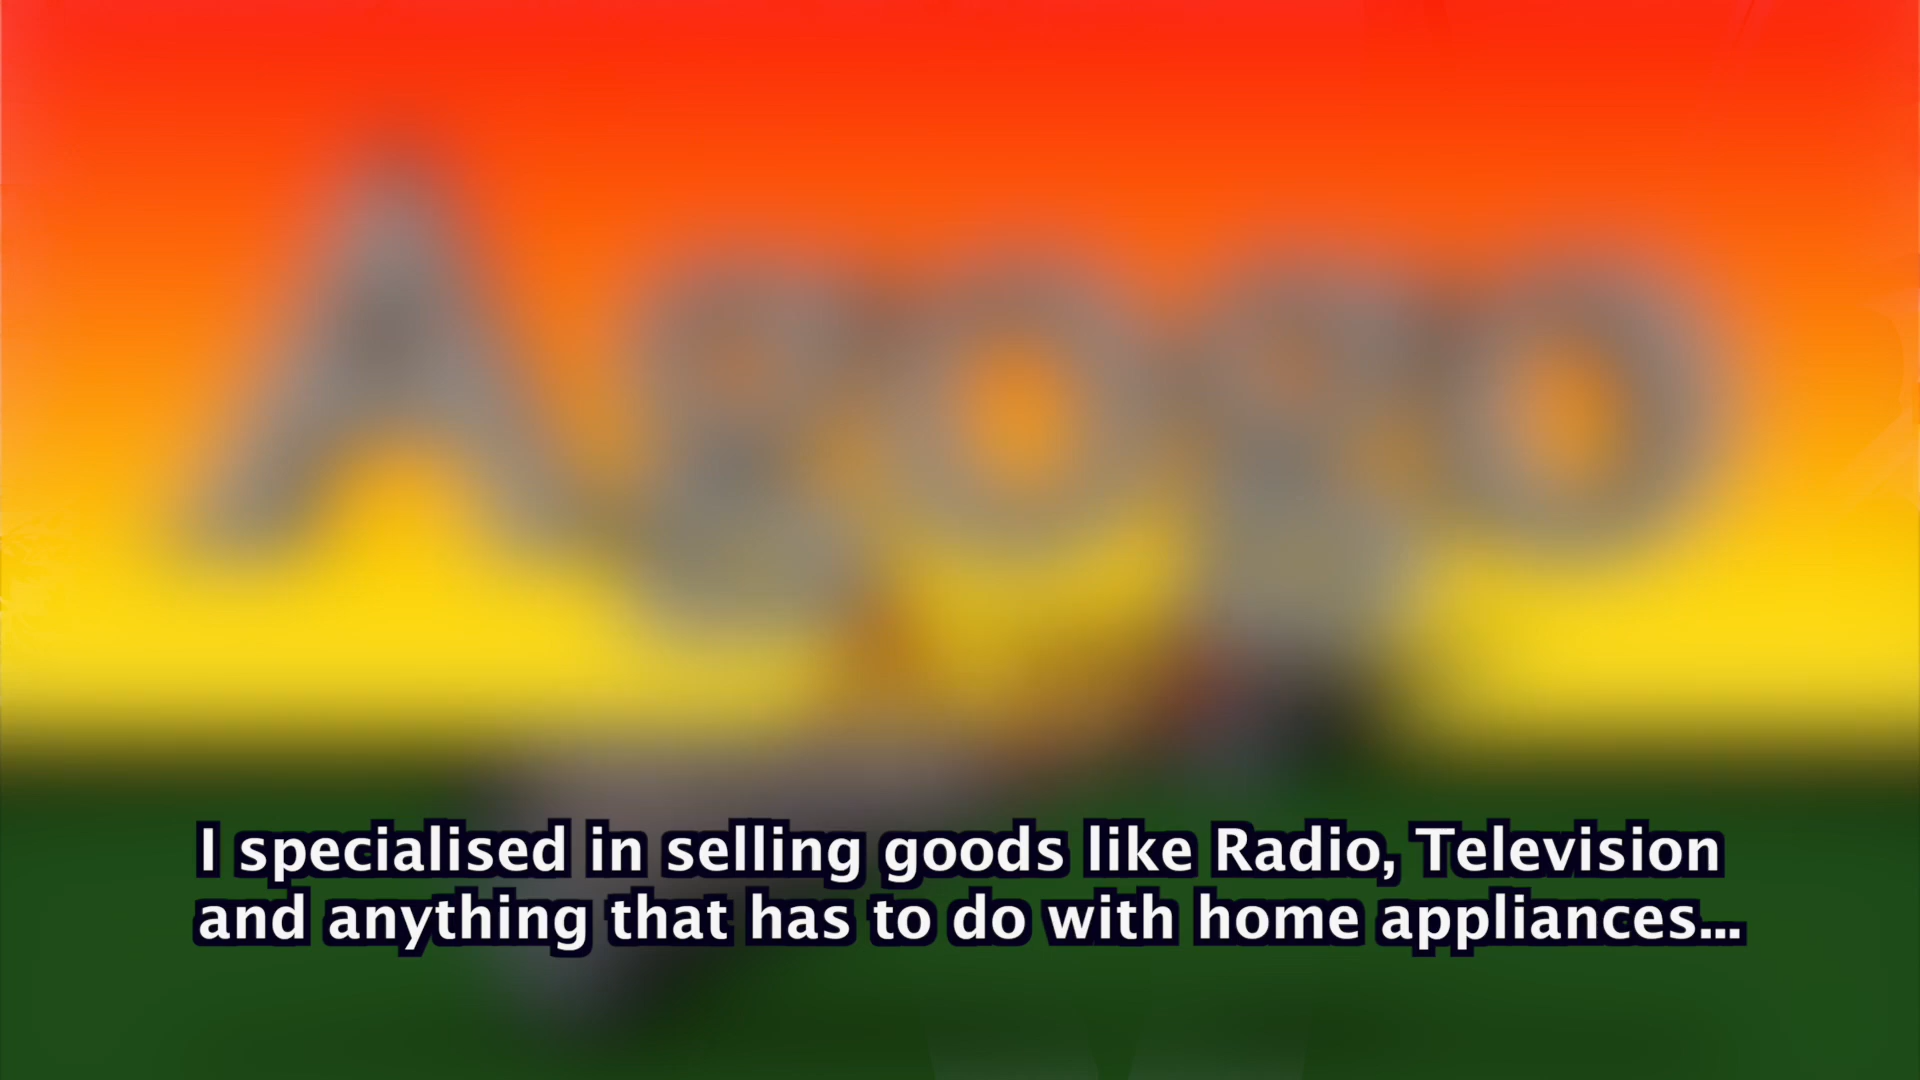 I specialised in selling goods like Radio, Television
and anything that has to do with home appliances...